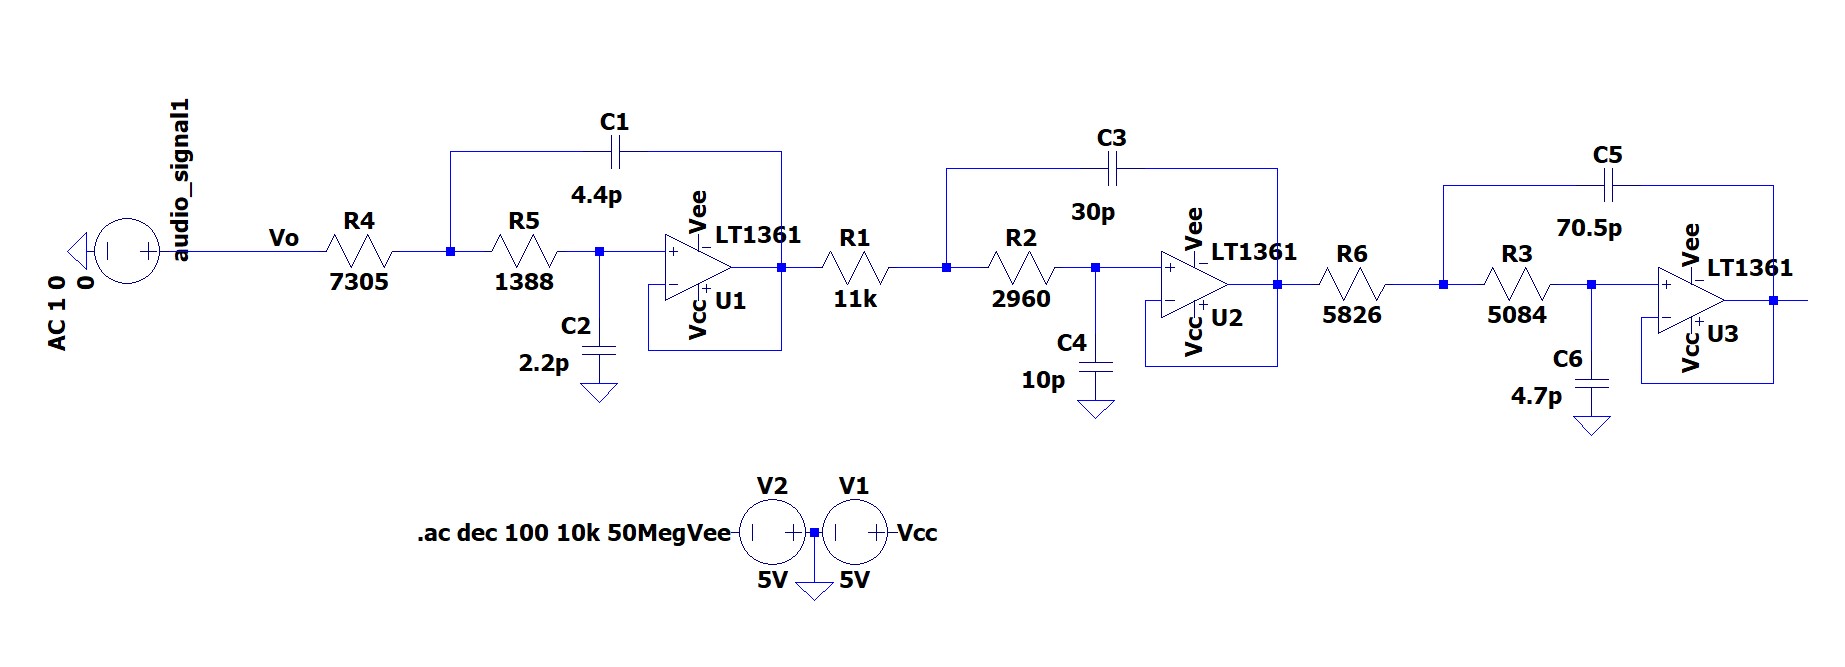 audio_signal1
AC 1 0
0
Vo
R4
7305
R5
1388
C1
4.4p
C2
2.2p
Vee
LT1361
U1
Vcc
R1
11k
R2
2960
C3
30p
C4
10p
Vee
LT1361
U2
Vcc
R6
5826
R3
5084
C5
70.5p
C6
4.7p
Vee
LT1361
U3
Vcc
.ac dec 100 10k 50Meg
Vee
V2
5V
V1
5V
Vcc